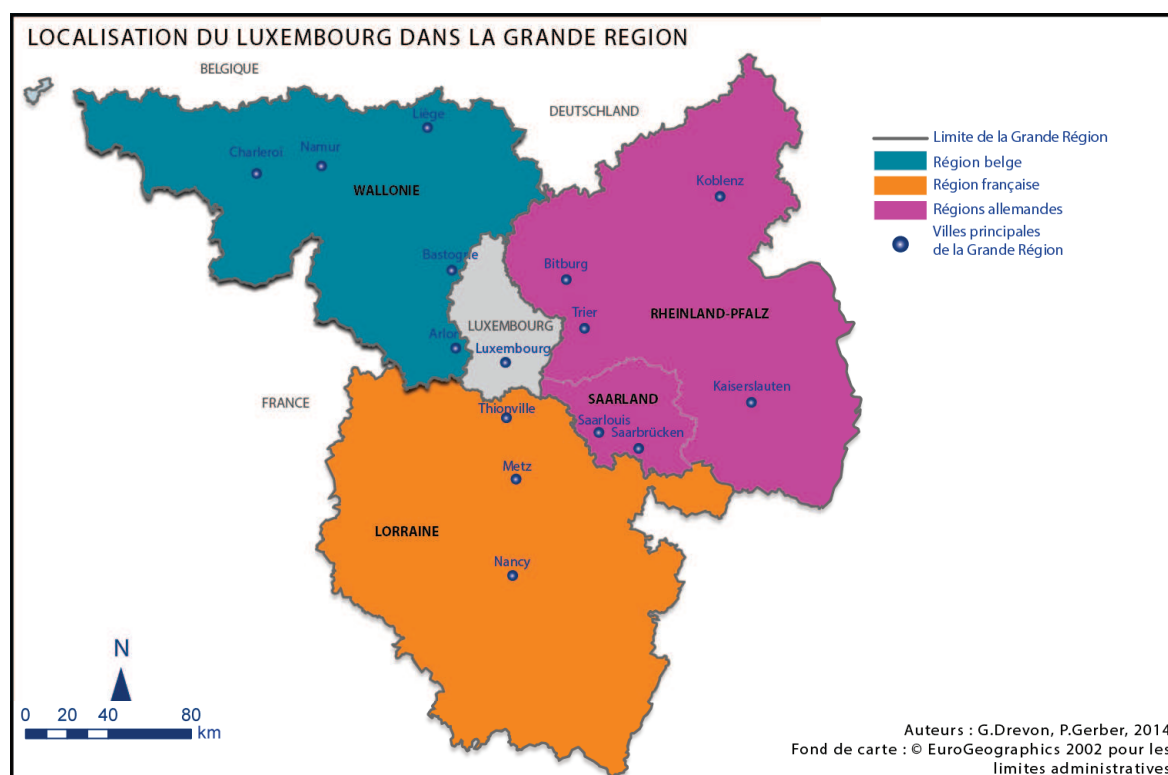 LOCALISATION DU LUXEMBOURG DANS LA GRANDE REGION
BELGIQUE
DEUTSCHLAND
Liège
Charleroi
Namur
WALLONIE
Limite de la Grande Région
Région belge
Région française
Régions allemandes
Villes principales
de la Grande Région
Koblenz
Bastogne
Bitburg
Trier
RHEINLAND-PFALZ
LUXEMBOURG
Arlon
Luxembourg
FRANCE
SAARLAND
Kaiserslauten
Thionville
Saarlouis
Saarbrücken
Metz
LORRAINE
Nancy
N
0 20 40 80
km
Auteurs : G.Drevon, P.Gerber, 2014
Fond de carte : © EuroGeographics 2002 pour les
limites administratives